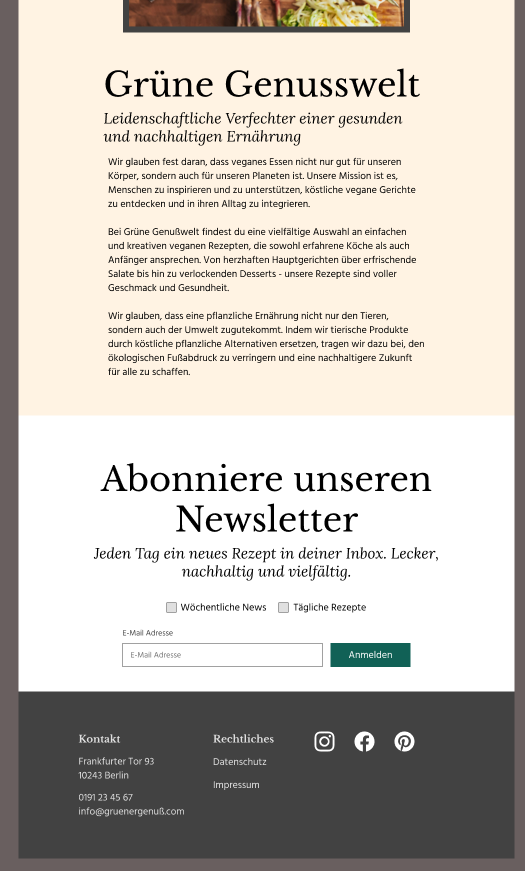 Grüne Genusswelt
Leidenschaftliche Verfechter einer gesunden
und nachhaltigen Ernährung
Wir glauben fest daran, dass veganes Essen nicht nur gut für unseren
Körper, sondern auch für unseren Planeten ist. Unsere Mission ist es,
Menschen zu inspirieren und zu unterstützen, köstliche vegane Gerichte
zu entdecken und in ihren Alltag zu integrieren.
Bei Grüne Genußwelt findest du eine vielfältige Auswahl an einfachen
und kreativen veganen Rezepten, die sowohl erfahrene Köche als auch
Anfänger ansprechen. Von herzhaften Hauptgerichten über erfrischende
Salate bis hin zu verlockenden Desserts - unsere Rezepte sind voller
Geschmack und Gesundheit.
Wir glauben, dass eine pflanzliche Ernährung nicht nur den Tieren,
sondern auch der Umwelt zugutekommt. Indem wir tierische Produkte
durch köstliche pflanzliche Alternativen ersetzen, tragen wir dazu bei, den
ökologischen Fußabdruck zu verringern und eine nachhaltigere Zukunft
für alle zu schaffen.
Abonniere unseren
Newsletter
Jeden Tag ein neues Rezept in deiner Inbox. Lecker,
nachhaltig und vielfältig.
Wöchentliche News Tägliche Rezepte
E-Mail Adresse
E-Mail Adresse Anmelden
Kontakt
Frankfurter Tor 93
10243 Berlin
0191 23 45 67
info@gruenergenuß.com
Rechtliches
Datenschutz
Impressum